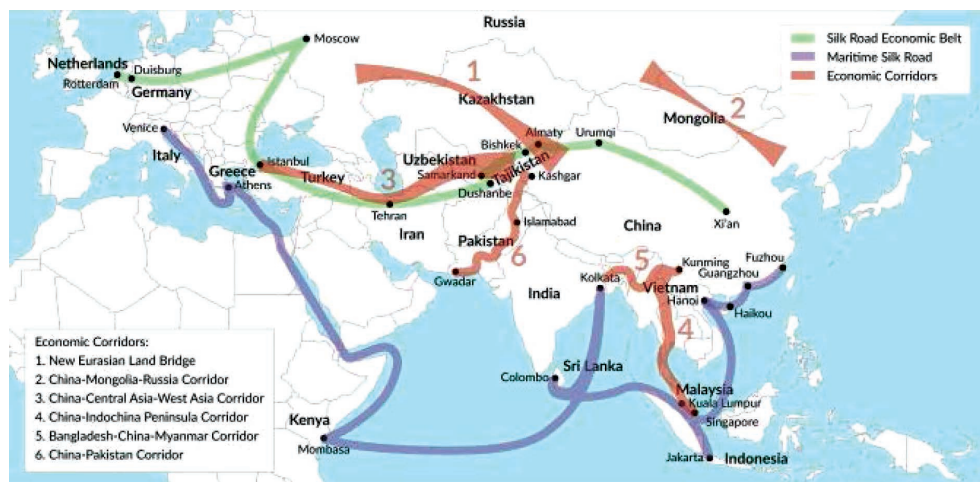 Russia
Silk Road Economic Belt
Maritime Silk Road
Economic Corridors
Moscow
Netherlands
Duisburg
Rotterdam
Germany
1
Kazakhstan
2
Mongolia
Venice
Italy
Almaty
Urumqi
Bishkek
Uzbekistan
Tajikistan
Istanbul
Greece
Turkey
Athens
3
Samarkand
Kashgar
Dushanbe
Tehran
Iran
Islamabad
Xi'an
China
Pakistan
6
Gwadar
5
Kunming
Fuzhou
Guangzhou
Kolkata
Vietnam
India
Hanoi
Haikou
4
Economic Corridors:
1. New Eurasian Land Bridge
2. China-Mongolia-Russia Corridor
3. China-Central Asia-West Asia Corridor
4. China-Indochina Peninsula Corridor
5. Bangladesh-China-Myanmar Corridor
6. China-Pakistan Corridor
Sri Lanka
Colombo
Malaysia
Kuala Lumpur
Singapore
Kenya
Mombasa
Jakarta
Indonesia